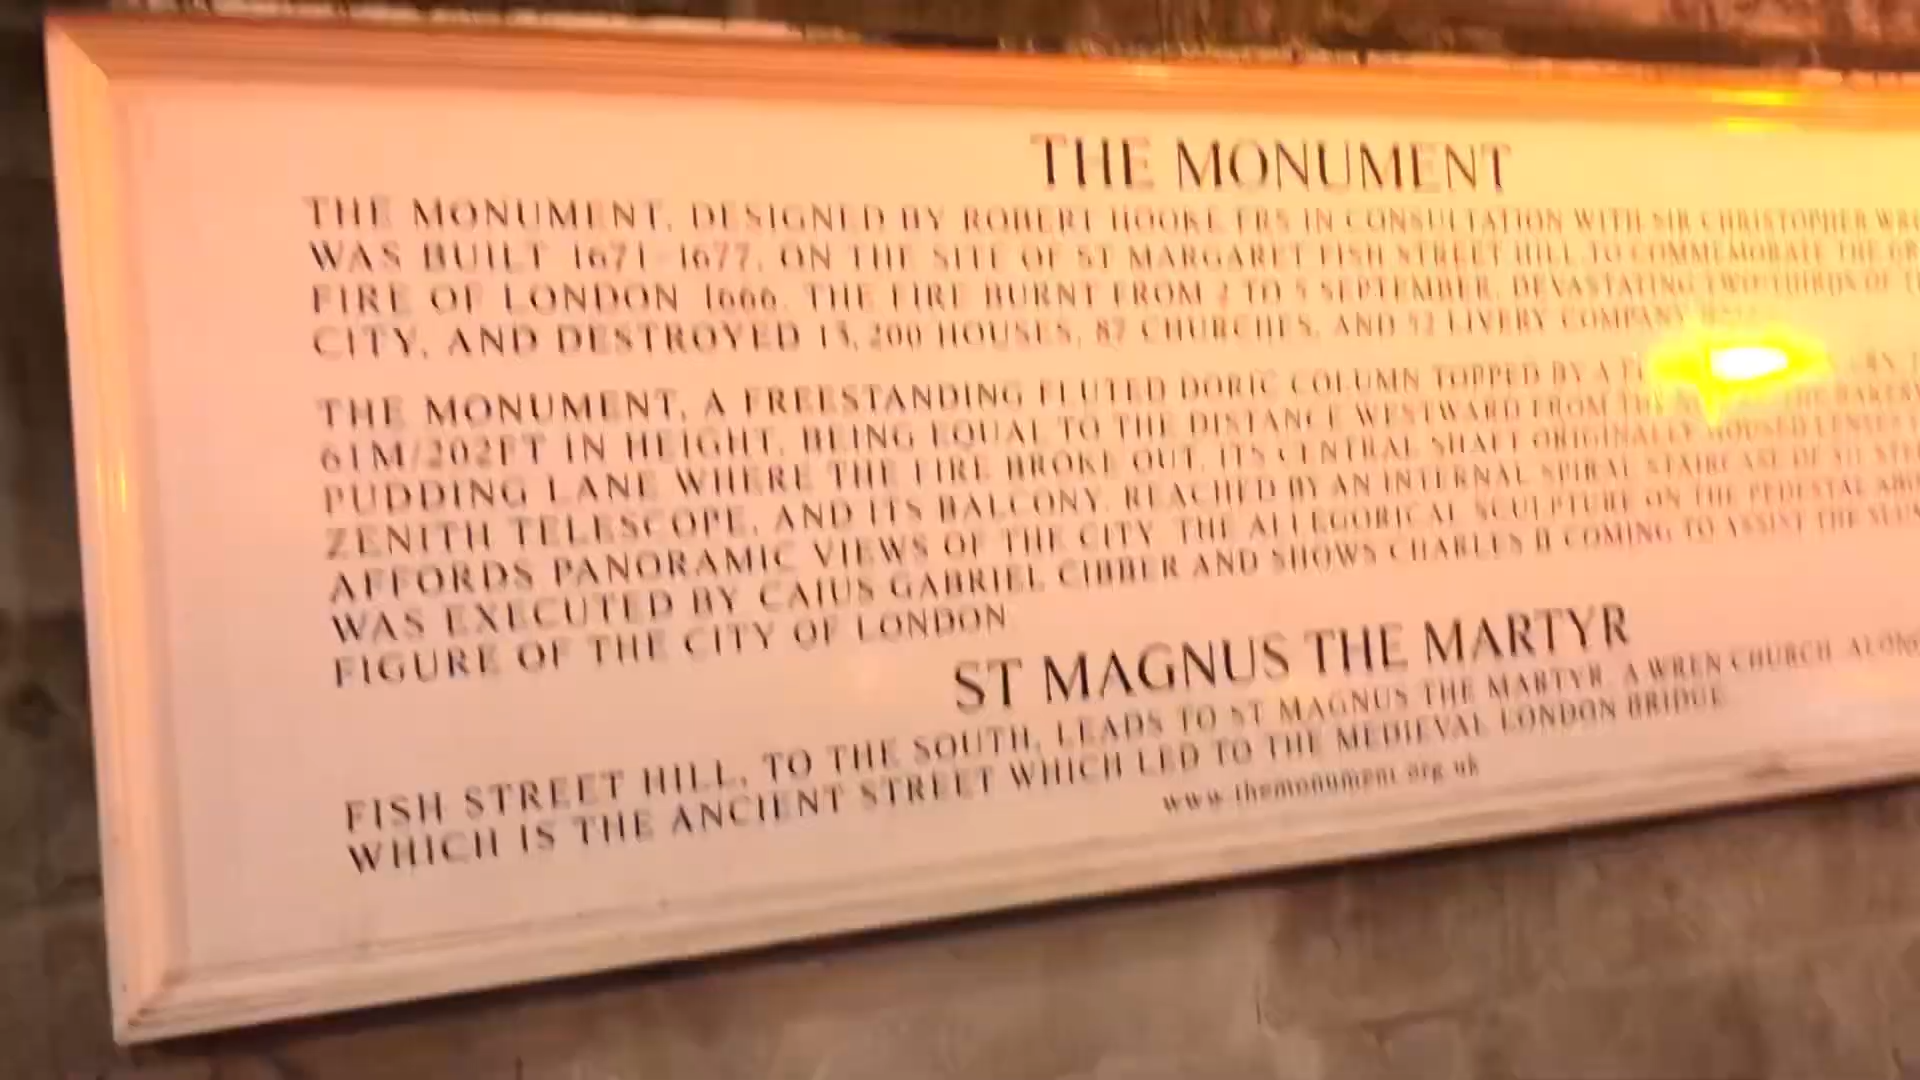 THE MONUMENT
THE MONUMENT, DESIGNED BY ROBERT HOOKE FRS IN CONSULTATION WITH SIR CHRISTOPHER
WAS BUILT 1671-1677, ON THE SITE OF ST MARGARET FISH STREET HILL TO COMMEMORATE THE
FIRE OF LONDON 1666. THE FIRE BURNT FROM 2 TO 5 SEPTEMBER, DEVASTATING TWO THIRDS OF
CITY, AND DESTROYED 13,200 HOUSES, 87 CHURCHES, AND 52 LIVERY COMPANY
THE MONUMENT, A FREESTANDING FLUTED DORIC COLUMN TOPPED BY A
61M/202FT IN HEIGHT, BEING EQUAL TO THE DISTANCE WESTWARD FROM THE
PUDDING LANE WHERE THE FIRE BROKE OUT. ITS CENTRAL SHAFT ORIGINALLY HOUSED LENSES
ZENITH TELESCOPE, AND ITS BALCONY, REACHED BY AN INTERNAL SPIRAL STAIRCASE OF
AFFORDS PANORAMIC VIEWS OF THE CITY. THE ALLEGORICAL SCULPTURE ON THE PEDESTAL
WAS EXECUTED BY CAIUS GABRIEL CIBBER AND SHOWS CHARLES II COMING TO ASSIST THE
FIGURE OF THE CITY OF LONDON
ST MAGNUS THE MARTYR
FISH STREET HILL, TO THE SOUTH, LEADS TO ST MAGNUS THE MARTYR, A WREN CHURCH
WHICH IS THE ANCIENT STREET WHICH LED TO THE MEDIEVAL LONDON BRIDGE
www.themonument.org.uk